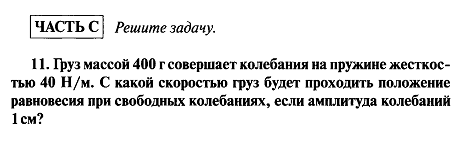 ЧАСТЬ С Решите задачу.
11. Груз массой 400 г совершает колебания на пружине жесткос-
тью 40 Н/м. С какой скоростью груз будет проходить положение
равновесия при свободных колебаниях, если амплитуда колебаний
1 см?